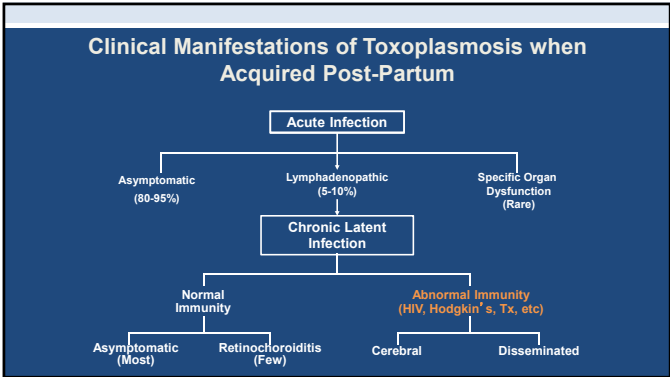 Clinical Manifestations of Toxoplasmosis when
Acquired Post-Partum
Acute Infection
Asymptomatic
(80-95%)
Lymphadenopathic
(5-10%)
Specific Organ
Dysfunction
(Rare)
Chronic Latent
Infection
Normal
Immunity
Abnormal Immunity
(HIV, Hodgkin’s, Tx, etc)
Asymptomatic
(Most)
Retinochoroiditis
(Few)
Cerebral
Disseminated